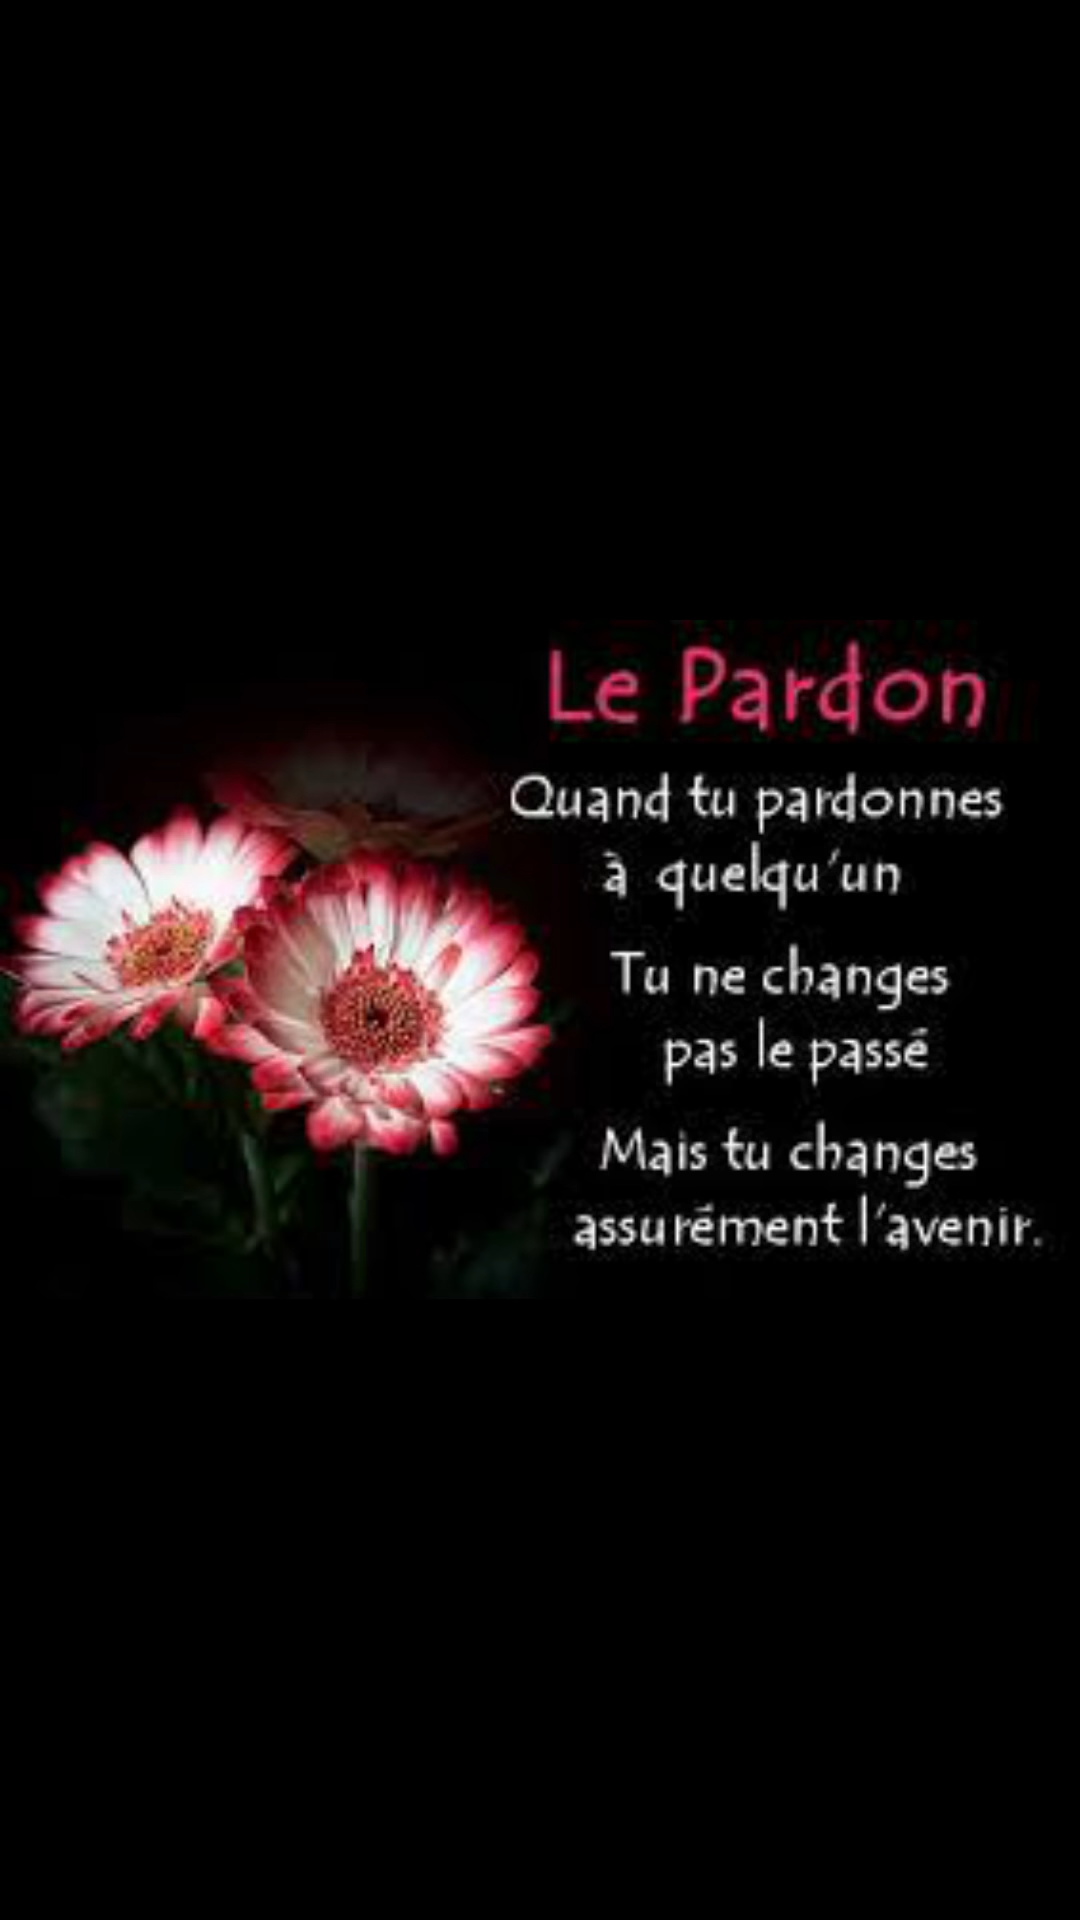 Le Pardon
Quand tu pardonnes
à quelqu'un
Tu ne changes
pas le passé
Mais tu changes
assurément l'avenir.